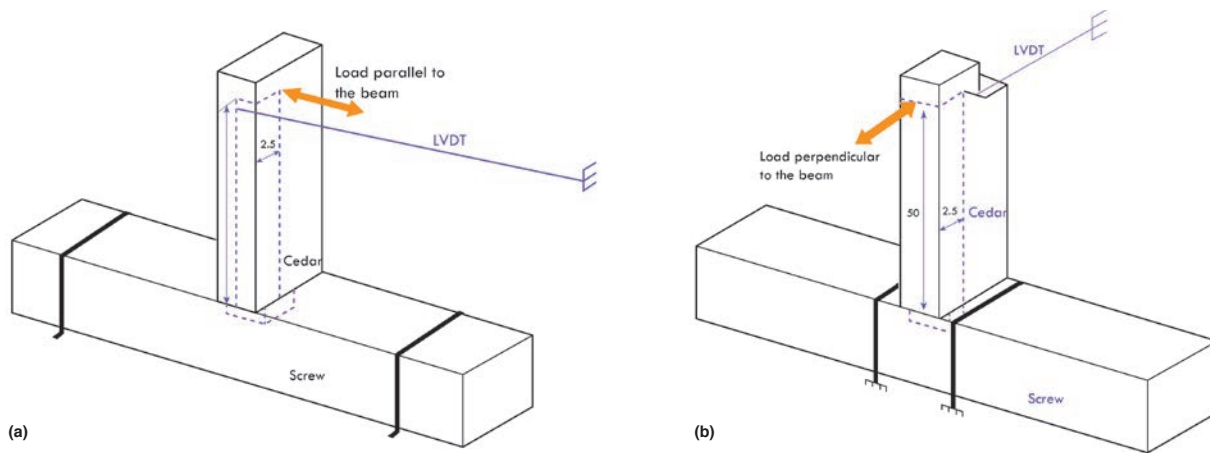 Load parallel to
the beam
LVDT
2.5
Cedar
Screw
(a)
LVDT
Load perpendicular
to the beam
50
2.5
Cedar
Screw
(b)